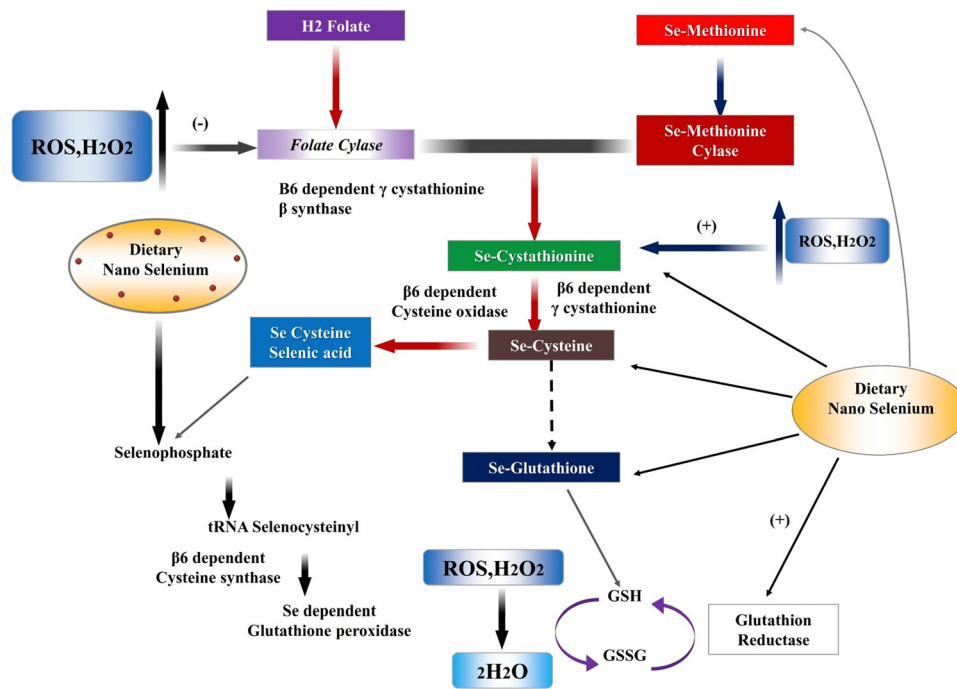 H2 Folate
Se-Methionine
ROS,H2O2
(-)
Folate Cylase
Se-Methionine
Cylase
B6 dependent γ cystathionine
β synthase
Dietary
Nano Selenium
Se-Cystathionine
(+)
ROS,H2O2
β6 dependent
Cysteine oxidase
β6 dependent
γ cystathionine
Se Cysteine
Selenic acid
Se-Cysteine
Dietary
Nano Selenium
Selenophosphate
Se-Glutathione
tRNA Selenocysteinyl
(+)
β6 dependent
Cysteine synthase
ROS,H2O2
GSH
Se dependent
Glutathione peroxidase
Glutathion
Reductase
GSSG
2H2O